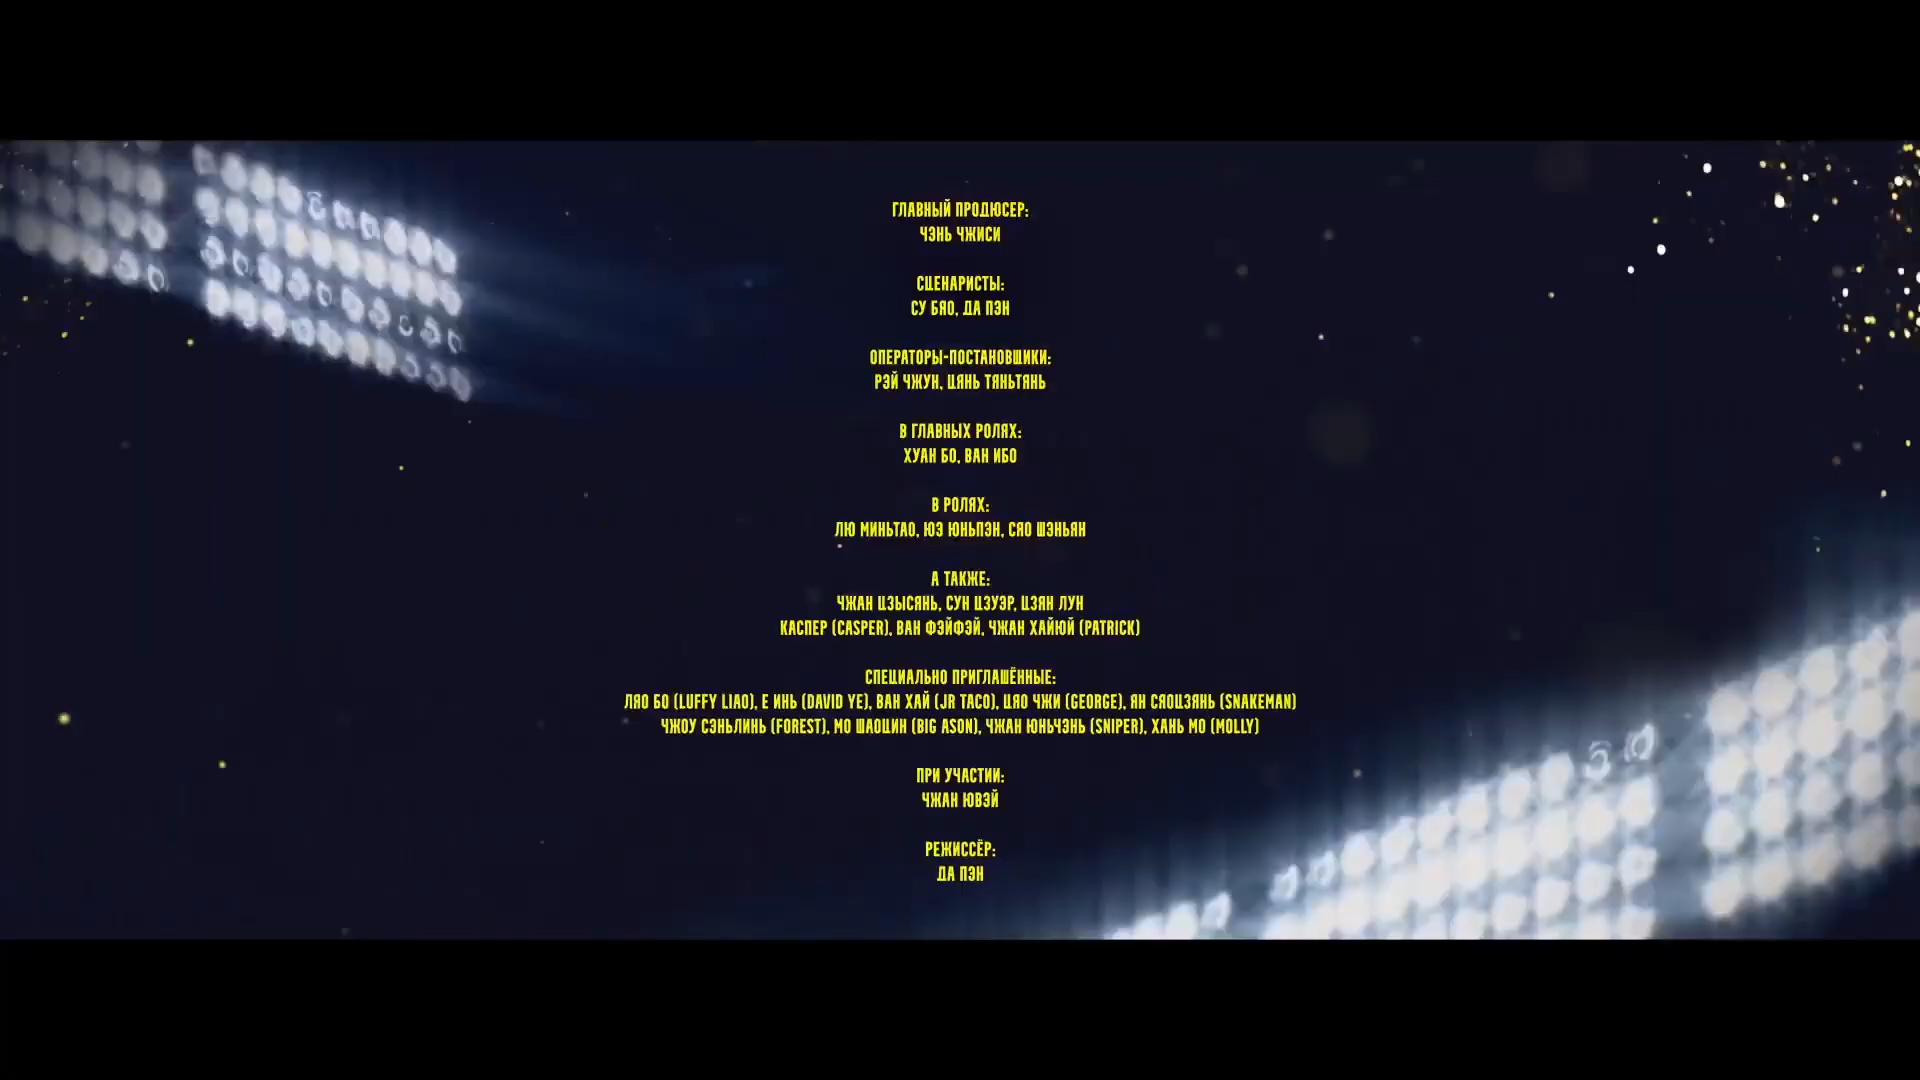 ГЛАВНЫЙ ПРОДЮСЕР:
ЧЭНЬ ЧЖИСИ
СЦЕНАРИСТЫ:
СУ БЯО, ДА ПЭН
ОПЕРАТОРЫ-ПОСТАНОВЩИКИ:
РЭЙ ЧЖУН, ЦЯНЬ ТЯНЬТЯНЬ
В ГЛАВНЫХ РОЛЯХ:
ХУАН БО, ВАН ИБО
В РОЛЯХ:
ЛЮ МИНЬТАО, ЮЭ ЮНЬПЭН, СЯО ШЭНЬЯН
А ТАКЖЕ:
ЧЖАН ЦЗЫСЯНЬ, СУН ЦЗУЭР, ЦЗЯН ЛУН
КАСПЕР (CASPER), ВАН ФЭЙФЭЙ, ЧЖАН ХАЙЮЙ (PATRICK)
СПЕЦИАЛЬНО ПРИГЛАШЁННЫЕ:
ЛЯО БО (LUFFY LIAO), Е ИНЬ (DAVID YE), ВАН ХАЙ (JR TACO), ЦЯО ЧЖИ (GEORGE), ЯН СЯОЦЗЯНЬ (SNAKEMAN)
ЧЖОУ СЭНЬЛИНЬ (FOREST), МО ШАОЦИН (BIG ASON), ЧЖАН ЮНЬЧЭНЬ (SNIPER), ХАНЬ МО (MOLLY)
ПРИ УЧАСТИИ:
ЧЖАН ЮВЭЙ
РЕЖИССЁР:
ДА ПЭН